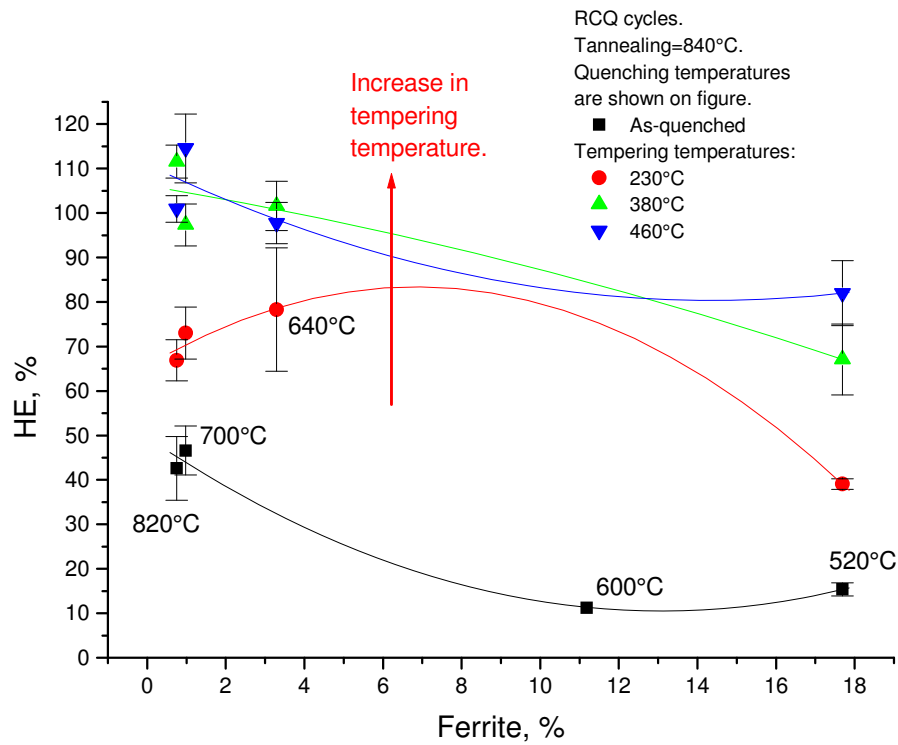 RCQ cycles.
Tannealing=840°C.
Quenching temperatures
are shown on figure.
As-quenched
Tempering temperatures:
230°C
380°C
460°C
Increase in
tempering
temperature.
120
110
100
90
80
70
60
50
40
30
20
10
0
HE, %
640°C
700°C
820°C
600°C
520°C
0 2 4 6 8 10 12 14 16 18
Ferrite, %